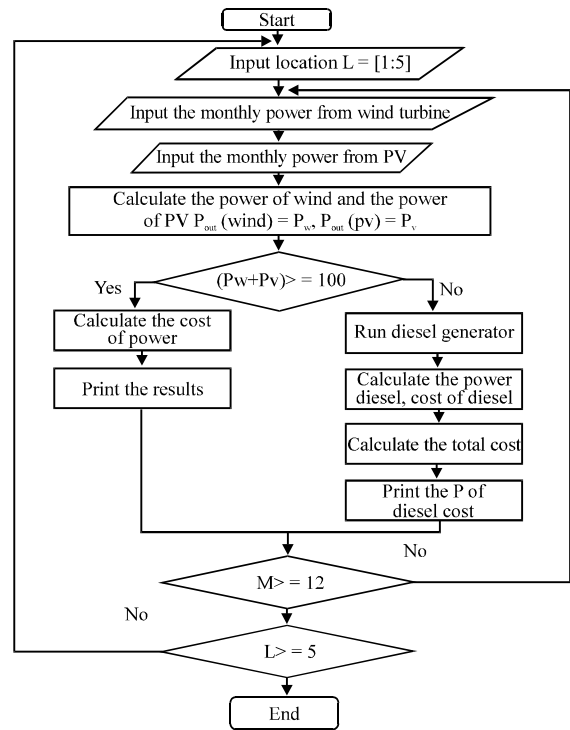 Start
Input location L = [1:5]
Input the monthly power from wind turbine
Input the monthly power from PV
Calculate the power of wind and the power
of PV Pout (wind) = Pw, Pout (pv) = Pv
(Pw+Pv)> = 100
Yes
No
Calculate the cost
of power
Print the results
Run diesel generator
Calculate the power
diesel, cost of diesel
Calculate the total cost
Print the P of
diesel cost
No
M> = 12
No
L> = 5
End